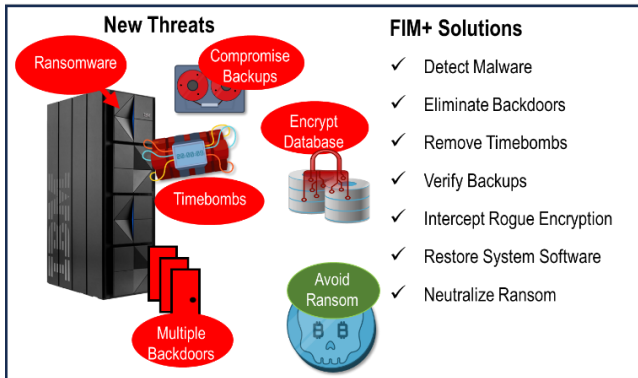 New Threats
Ransomware
Compromise
Backups
Encrypt
Database
Timebombs
IBM
Multiple
Backdoors
Avoid
Ransom
FIM+ Solutions
✓ Detect Malware
✓ Eliminate Backdoors
✓ Remove Timebombs
✓ Verify Backups
✓ Intercept Rogue Encryption
✓ Restore System Software
✓ Neutralize Ransom